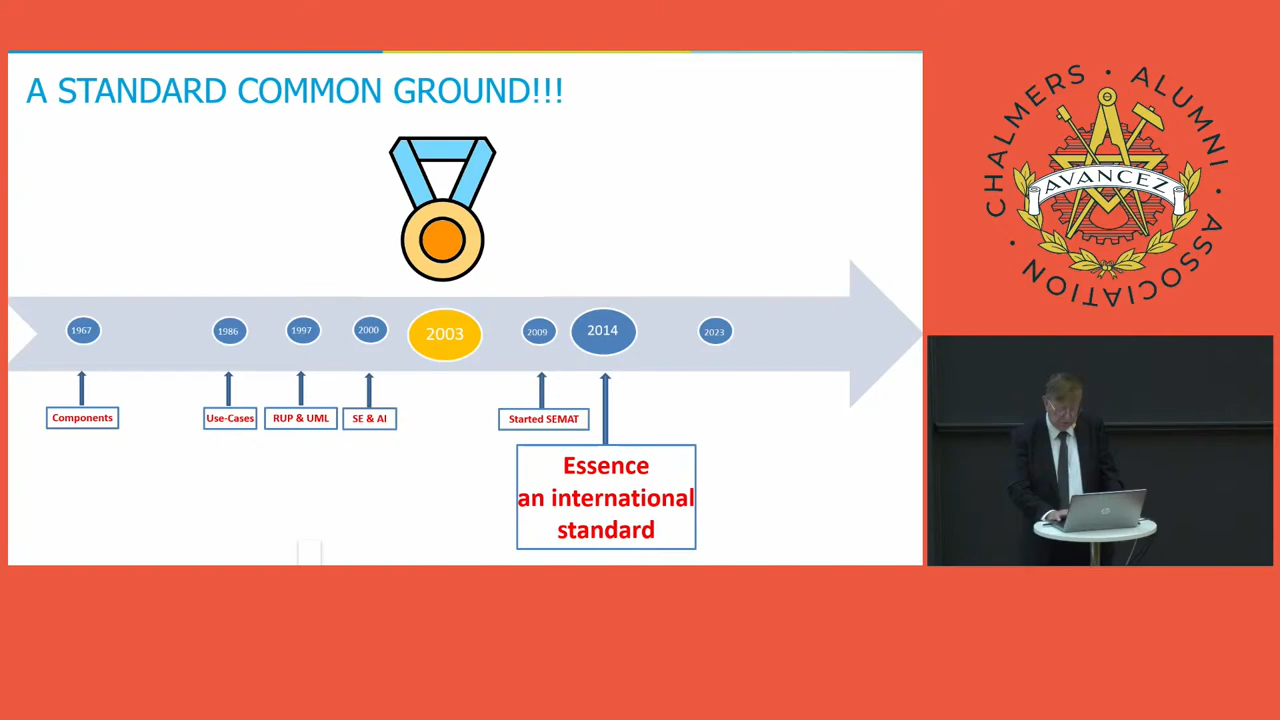 A STANDARD COMMON GROUND!!!
1967
1986
1997
2000
2003
2009
2014
2023
Components
Use-Cases
RUP & UML
SE & AI
Started SEMAT
Essence
an international
standard
CHALMERS · ALUMNI · ASSOCIATION ·
AVANCEZ
hp